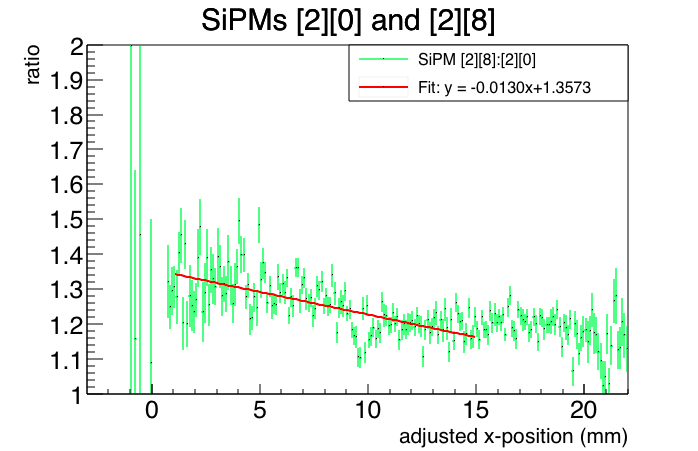 SiPMs [2][0] and [2][8]
ratio
2
1.9
1.8
1.7
1.6
1.5
1.4
1.3
1.2
1.1
1
SiPM [2][8]:[2][0]
Fit: y = -0.0130x+1.3573
0 5 10 15 20
adjusted x-position (mm)